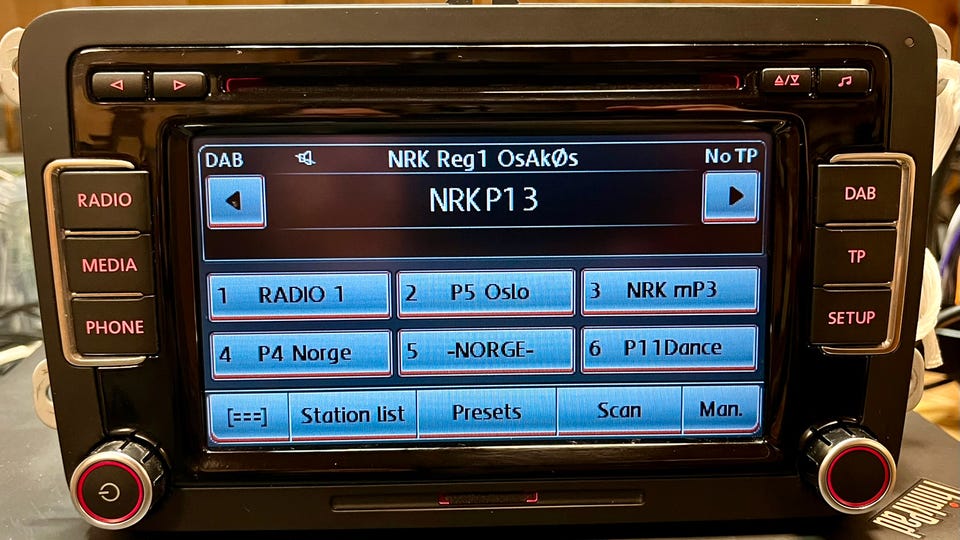 DAB NRK Reg1 OsAkØs No TP
NRK P13
RADIO
MEDIA
PHONE
DAB
TP
SETUP
1 RADIO 1
2 P5 Oslo
3 NRK mP3
4 P4 Norge
5 -NORGE-
6 P11Dance
[===] Station list Presets Scan Man.
ThinkPad